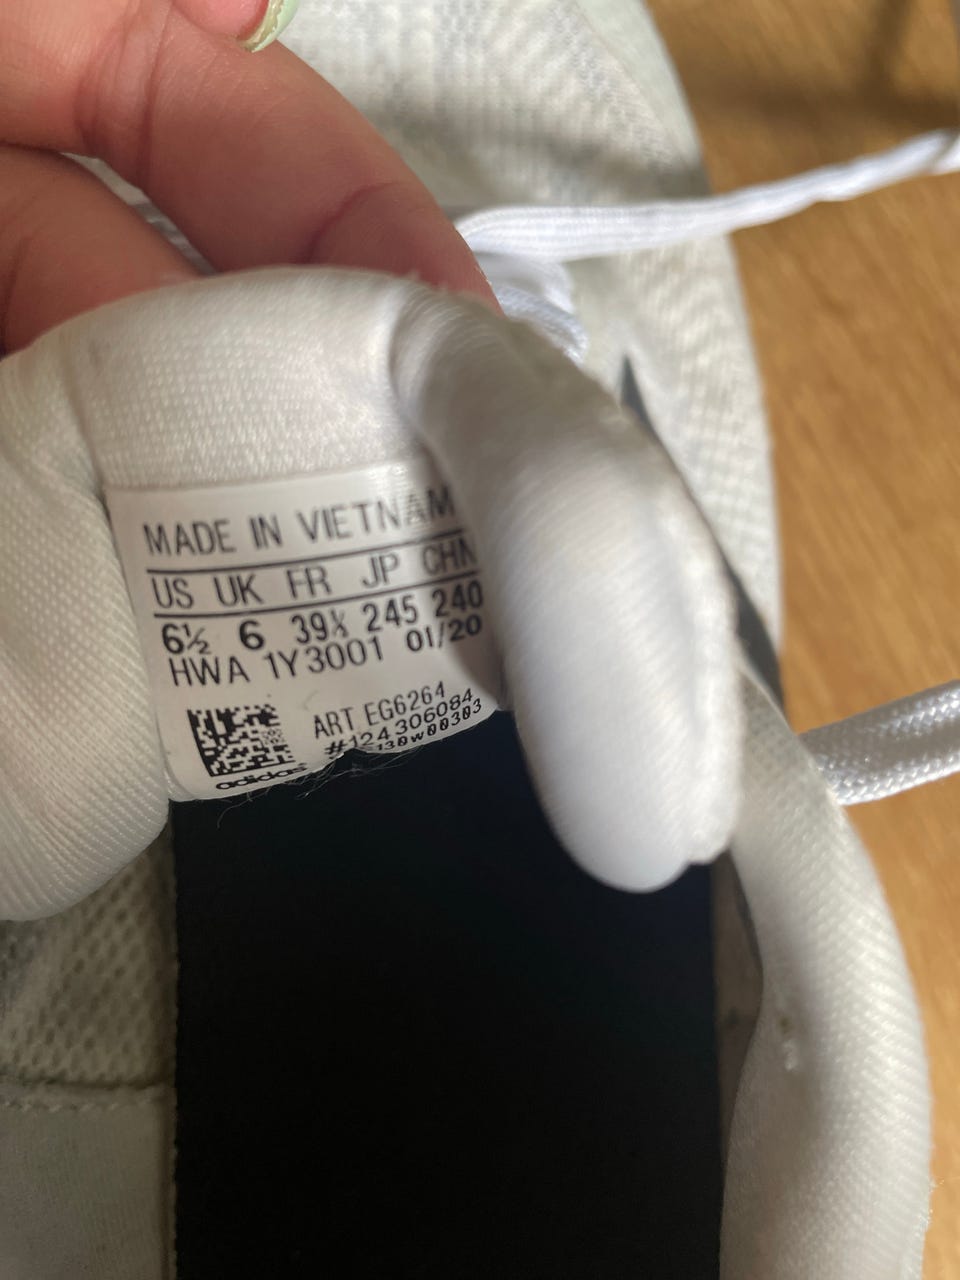 MADE IN VIETNAM
US UK FR JP CHN
6½ 6 39⅓ 245 240
HWA 1Y3001 01/20
ART EG6264
#124306084
130w00303
adidas